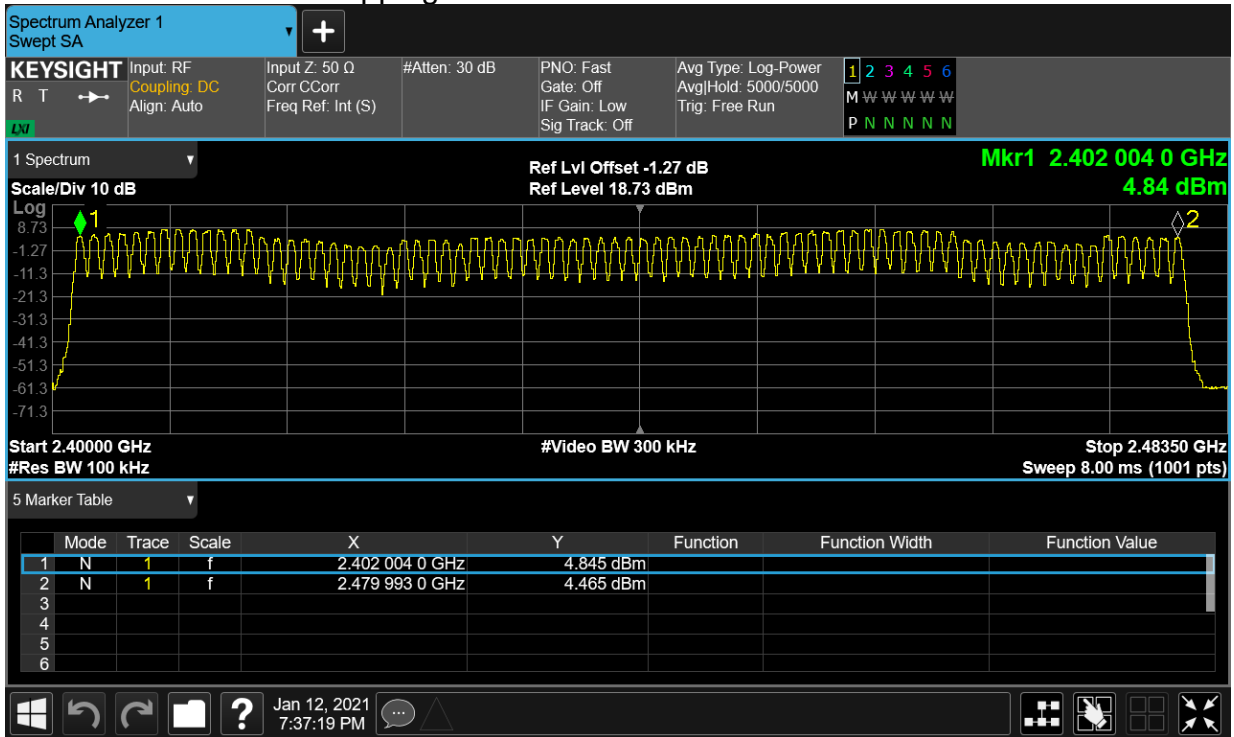 Spectrum Analyzer 1
Swept SA
+
KEYSIGHT
R T
LXI
Input: RF
Coupling: DC
Align: Auto
Input Z: 50 Ω
Corr CCorr
Freq Ref: Int (S)
#Atten: 30 dB
PNO: Fast
Gate: Off
IF Gain: Low
Sig Track: Off
Avg Type: Log-Power
Avg|Hold: 5000/5000
Trig: Free Run
1 2 3 4 5 6
M W W W W W
P N N N N N
1 Spectrum
Scale/Div 10 dB
Ref Lvl Offset -1.27 dB
Ref Level 18.73 dBm
Mkr1 2.402 004 0 GHz
4.84 dBm
Log
8.73
-1.27
-11.3
-21.3
-31.3
-41.3
-51.3
-61.3
-71.3
1
2
Start 2.40000 GHz
#Res BW 100 kHz
#Video BW 300 kHz
Stop 2.48350 GHz
Sweep 8.00 ms (1001 pts)
5 Marker Table
Mode Trace Scale X Y Function Function Width Function Value
1 N 1 f 2.402 004 0 GHz 4.845 dBm
2 N 1 f 2.479 993 0 GHz 4.465 dBm
3
4
5
6
?
Jan 12, 2021
7:37:19 PM